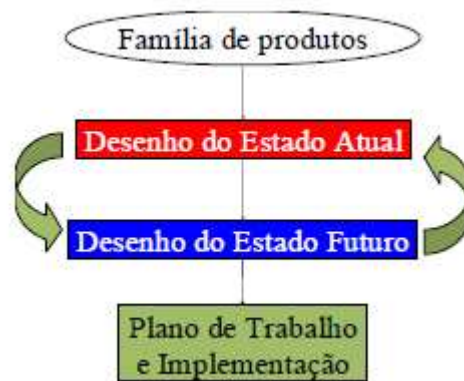 Família de produtos
Desenho do Estado Atual
Desenho do Estado Futuro
Plano de Trabalho
e Implementação